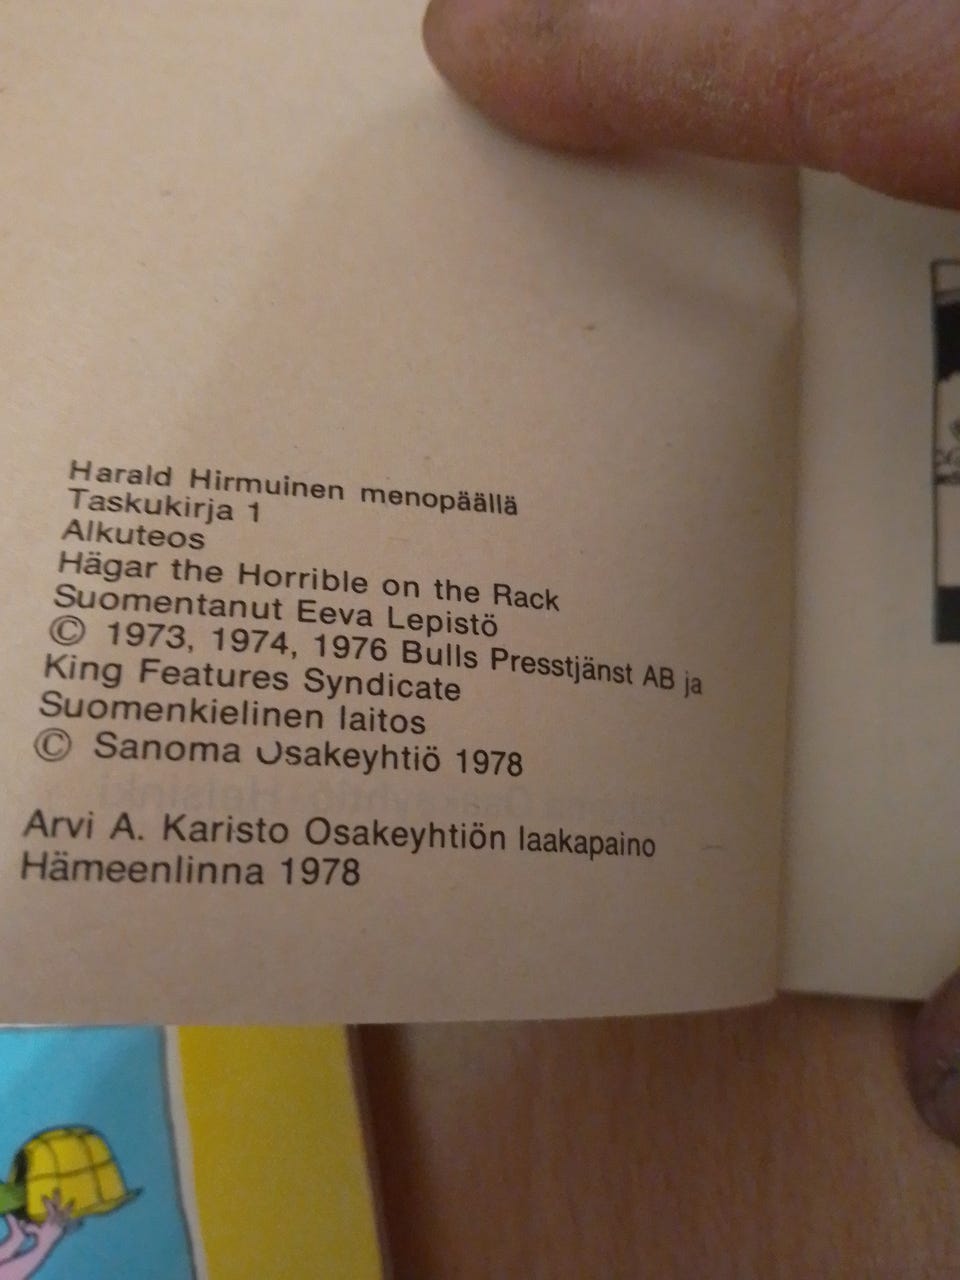 Harald Hirmuinen menopäällä
Taskukirja 1
Alkuteos
Hägar the Horrible on the Rack
Suomentanut Eeva Lepistö
© 1973, 1974, 1976 Bulls Presstjänst AB ja
King Features Syndicate
Suomenkielinen laitos
© Sanoma Osakeyhtiö 1978
Arvi A. Karisto Osakeyhtiön laakapaino
Hämeenlinna 1978